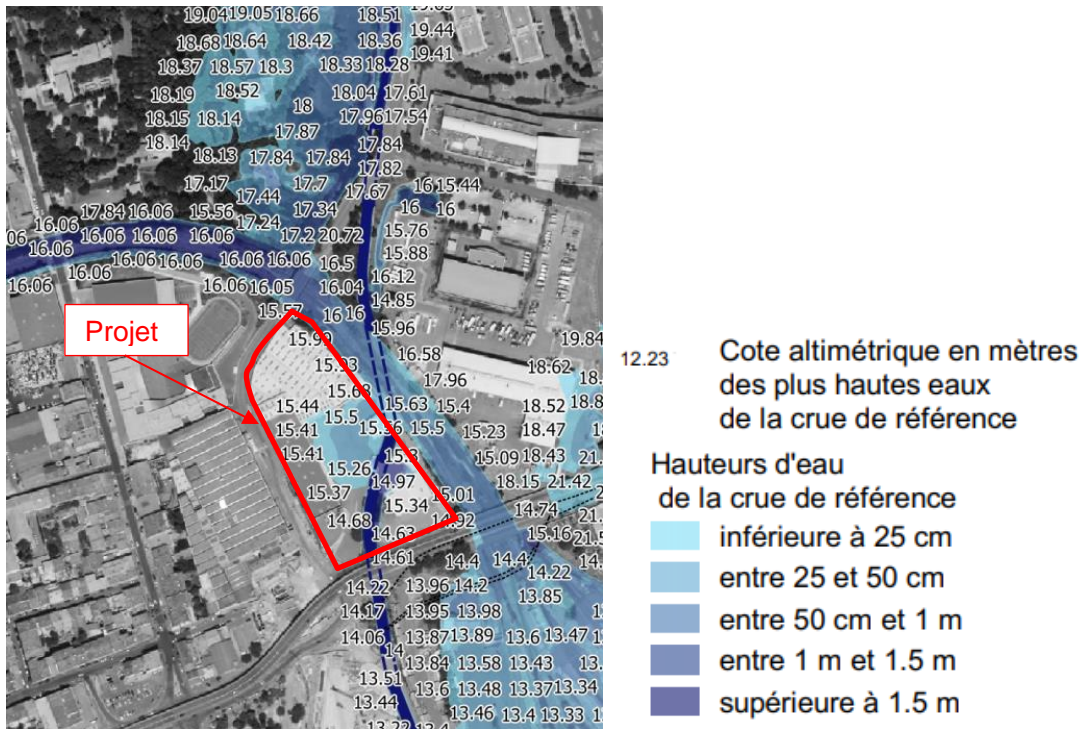 19.04 19.05 18.66 18.51
19.44
18.68 18.64 18.42 18.36
19.41
18.37 18.57 18.3 18.33 18.28
18.19 18.52 18.04 17.61
18
18.15 18.14 17.96 17.54
17.87
18.14 17.84
18.13 17.84 17.84
17.82
17.17 17.7 17.67 16 15.44
17.44
17.84 16.06 15.56 17.34 16 16
16.06 17.24 15.76
06 16.06 16.06 16.06 17.2 20.72
16.06 15.88
16.06 16.06 16.06 16.06 16.5
16.06 16.12
16.06 16.06 16.05 16.04
14.85
15.57 16 16
15.96
Projet
15.99 19.84
16.58
15.93 18.62 18.
17.96
15.68
15.44 15.63 15.4 18.52 18.8
15.5
15.41 15.56 15.5 15.23 18.47
15.41 15.3 15.09 18.43 21.
15.26
14.97 18.15 21.42
15.37 15.01
15.34 14.74 21.
14.68 14.92
14.63 15.16 21.5
14.61 14.4 14.4 14.
14.22
14.22 13.96 14.2
13.85
14.17 13.95 13.98
14.06 13.87 13.89 13.6 13.47
14
13.84 13.58 13.43 13.
13.51
13.6 13.48 13.37 13.34
13.44
13.46 13.4 13.33
12.23
Cote altimétrique en mètres
des plus hautes eaux
de la crue de référence
Hauteurs d'eau
de la crue de référence
inférieure à 25 cm
entre 25 et 50 cm
entre 50 cm et 1 m
entre 1 m et 1.5 m
supérieure à 1.5 m